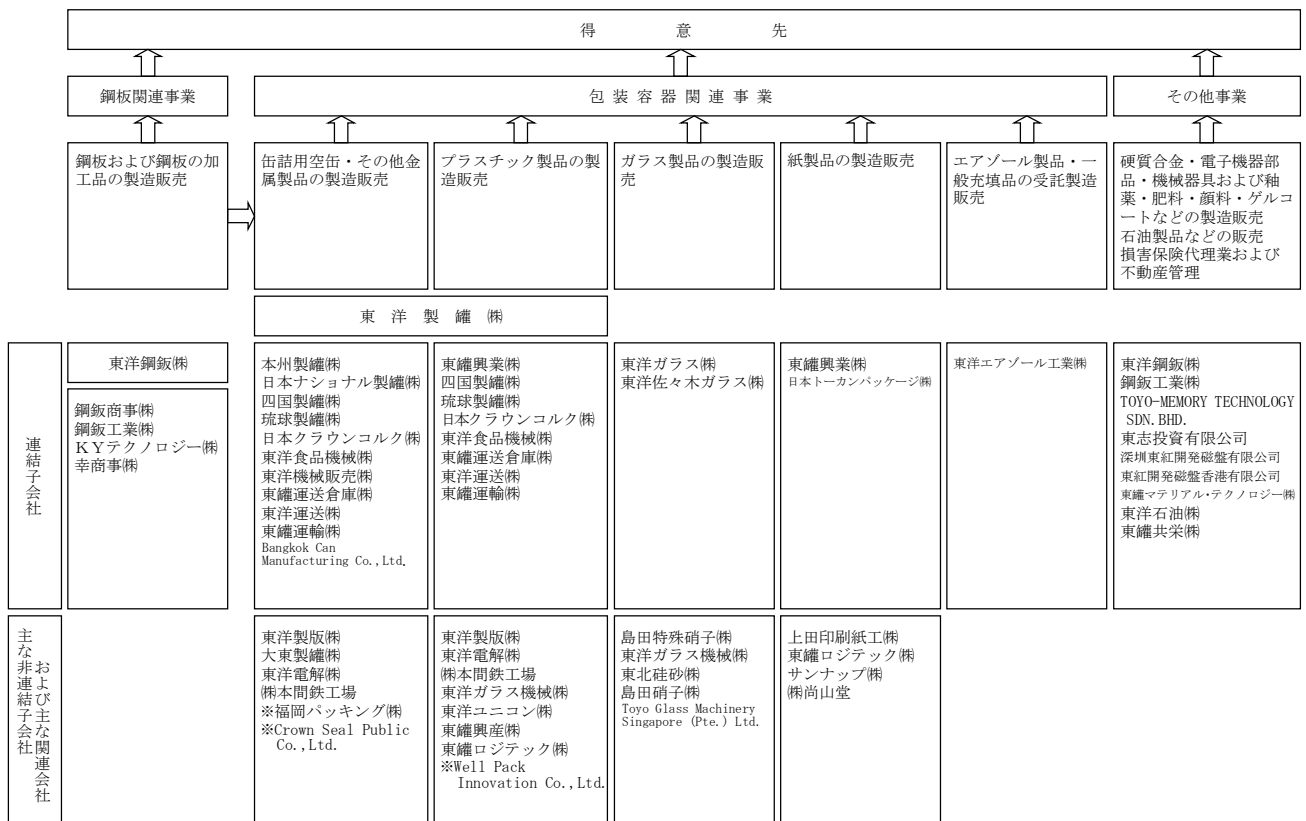 得意先
鋼板関連事業
包装容器関連事業
その他事業
鋼板および鋼板の加
工品の製造販売
缶詰用空缶・その他金
属製品の製造販売
プラスチック製品の製
造販売
ガラス製品の製造販
売
紙製品の製造販売
エアゾール製品・一
般充填品の受託製造
販売
硬質合金・電子機器部
品・機械器具および釉
薬・肥料・顔料・ゲルコ
ートなどの製造販売
石油製品などの販売
損害保険代理業および
不動産管理
東洋製罐㈱
連結子会社
東洋鋼鈑㈱
鋼鈑商事㈱
鋼鈑工業㈱
KYテクノロジー㈱
幸商事㈱
本州製罐㈱
日本ナショナル製罐㈱
四国製罐㈱
琉球製罐㈱
日本クラウンコルク㈱
東洋食品機械㈱
東洋機械販売㈱
東罐運送倉庫㈱
東洋運送㈱
東罐運輸㈱
Bangkok Can
Manufacturing Co.,Ltd.
東罐興業㈱
四国製罐㈱
琉球製罐㈱
日本クラウンコルク㈱
東洋食品機械㈱
東罐運送倉庫㈱
東洋運送㈱
東罐運輸㈱
東洋ガラス㈱
東洋佐々木ガラス㈱
東罐興業㈱
日本トーカンパッケージ㈱
東洋エアゾール工業㈱
東洋鋼鈑㈱
鋼鈑工業㈱
TOYO-MEMORY TECHNOLOGY
SDN.BHD.
東志投資有限公司
深圳東紅開発磁盤有限公司
東紅開発磁盤香港有限公司
東罐マテリアル･テクノロジー㈱
東洋石油㈱
東罐共栄㈱
主な非連結子会社
および主な関連会社
東洋製版㈱
大東製罐㈱
東洋電解㈱
㈱本間鉄工場
※福岡パッキング㈱
※Crown Seal Public
Co.,Ltd.
東洋製版㈱
東洋電解㈱
㈱本間鉄工場
東洋ガラス機械㈱
東洋ユニコン㈱
東罐興産㈱
東罐ロジテック㈱
※Well Pack
Innovation Co.,Ltd.
島田特殊硝子㈱
東洋ガラス機械㈱
東北硅砂㈱
島田硝子㈱
Toyo Glass Machinery
Singapore (Pte.) Ltd.
上田印刷紙工㈱
東罐ロジテック㈱
サンナップ㈱
㈱尚山堂